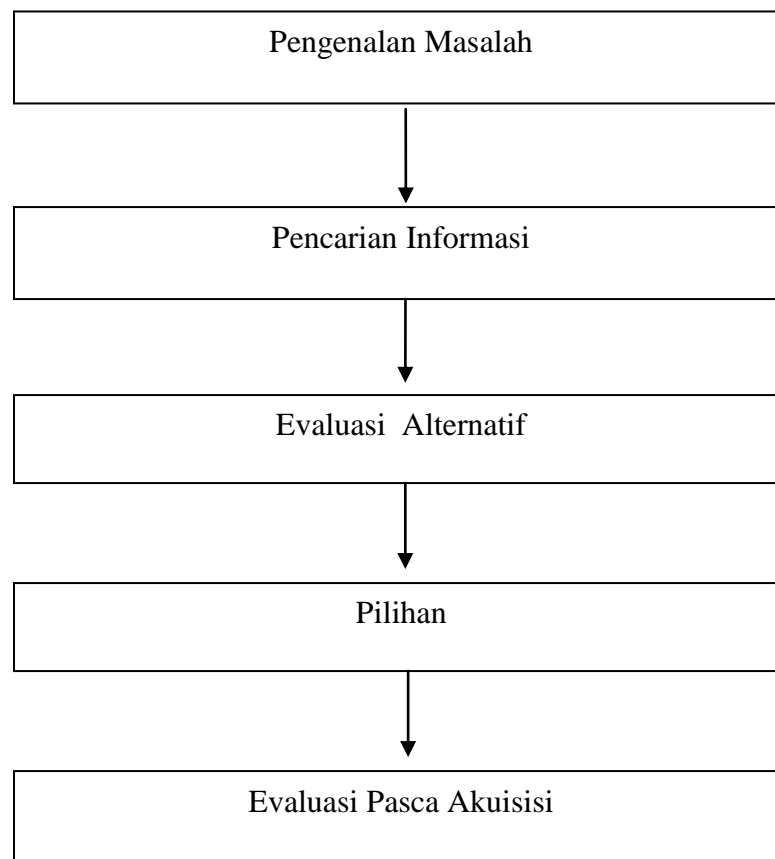 Pengenalan Masalah
Pencarian Informasi
Evaluasi  Alternatif
Pilihan
Evaluasi Pasca Akuisisi